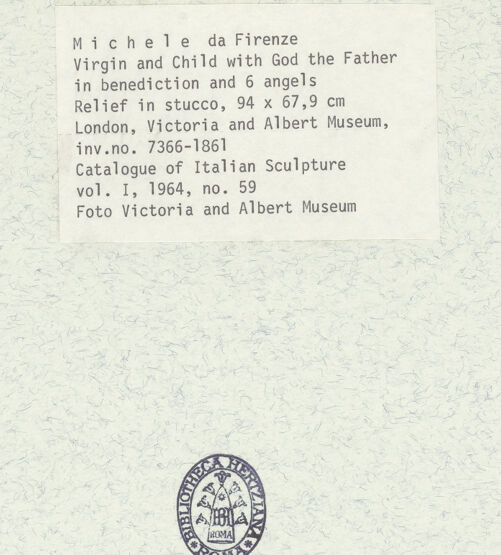 M i c h e l e  da Firenze
Virgin and Child with God the Father
in benediction and 6 angels
Relief in stucco, 94 x 67,9 cm
London, Victoria and Albert Museum,
inv.no. 7366-1861
Catalogue of Italian Sculpture
vol. I, 1964, no. 59
Foto Victoria and Albert Museum
BIBLIOTHECA HERTZIANA
ROMA
ROMA